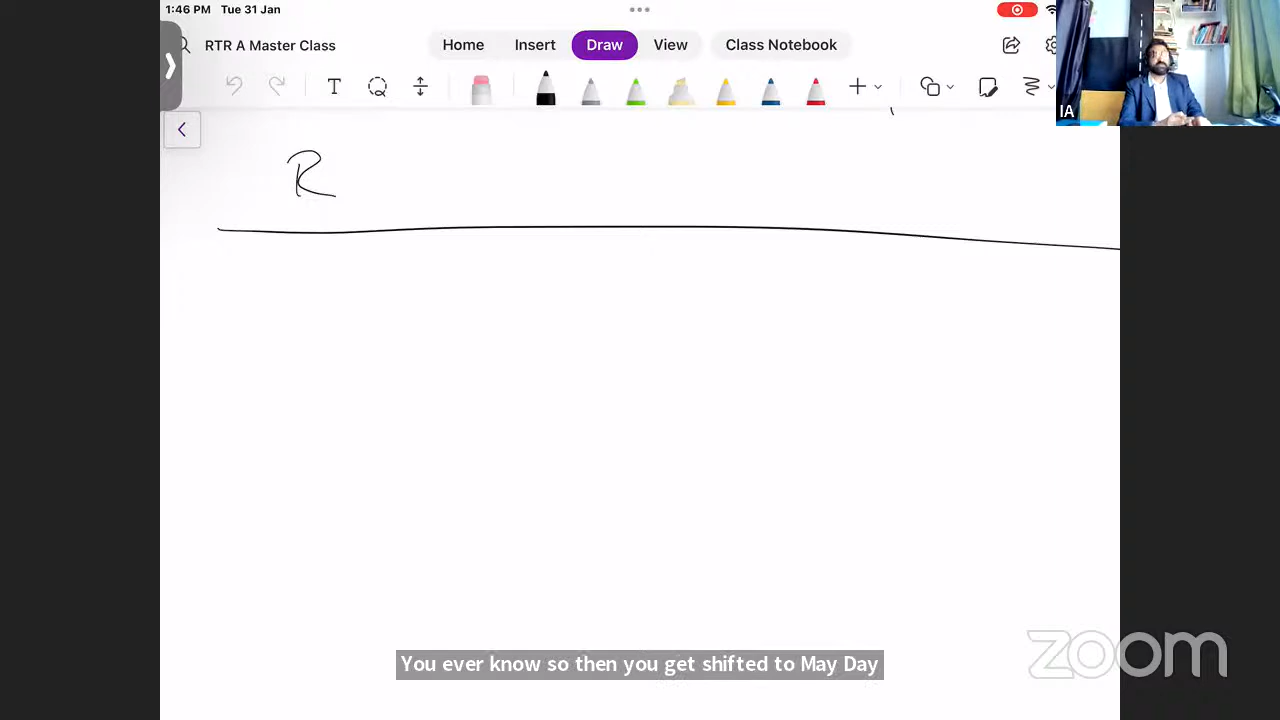 1:46 PM Tue 31 Jan
RTR A Master Class
Home Insert Draw View Class Notebook
T
IA
R
You ever know so then you get shifted to May Day
zoom